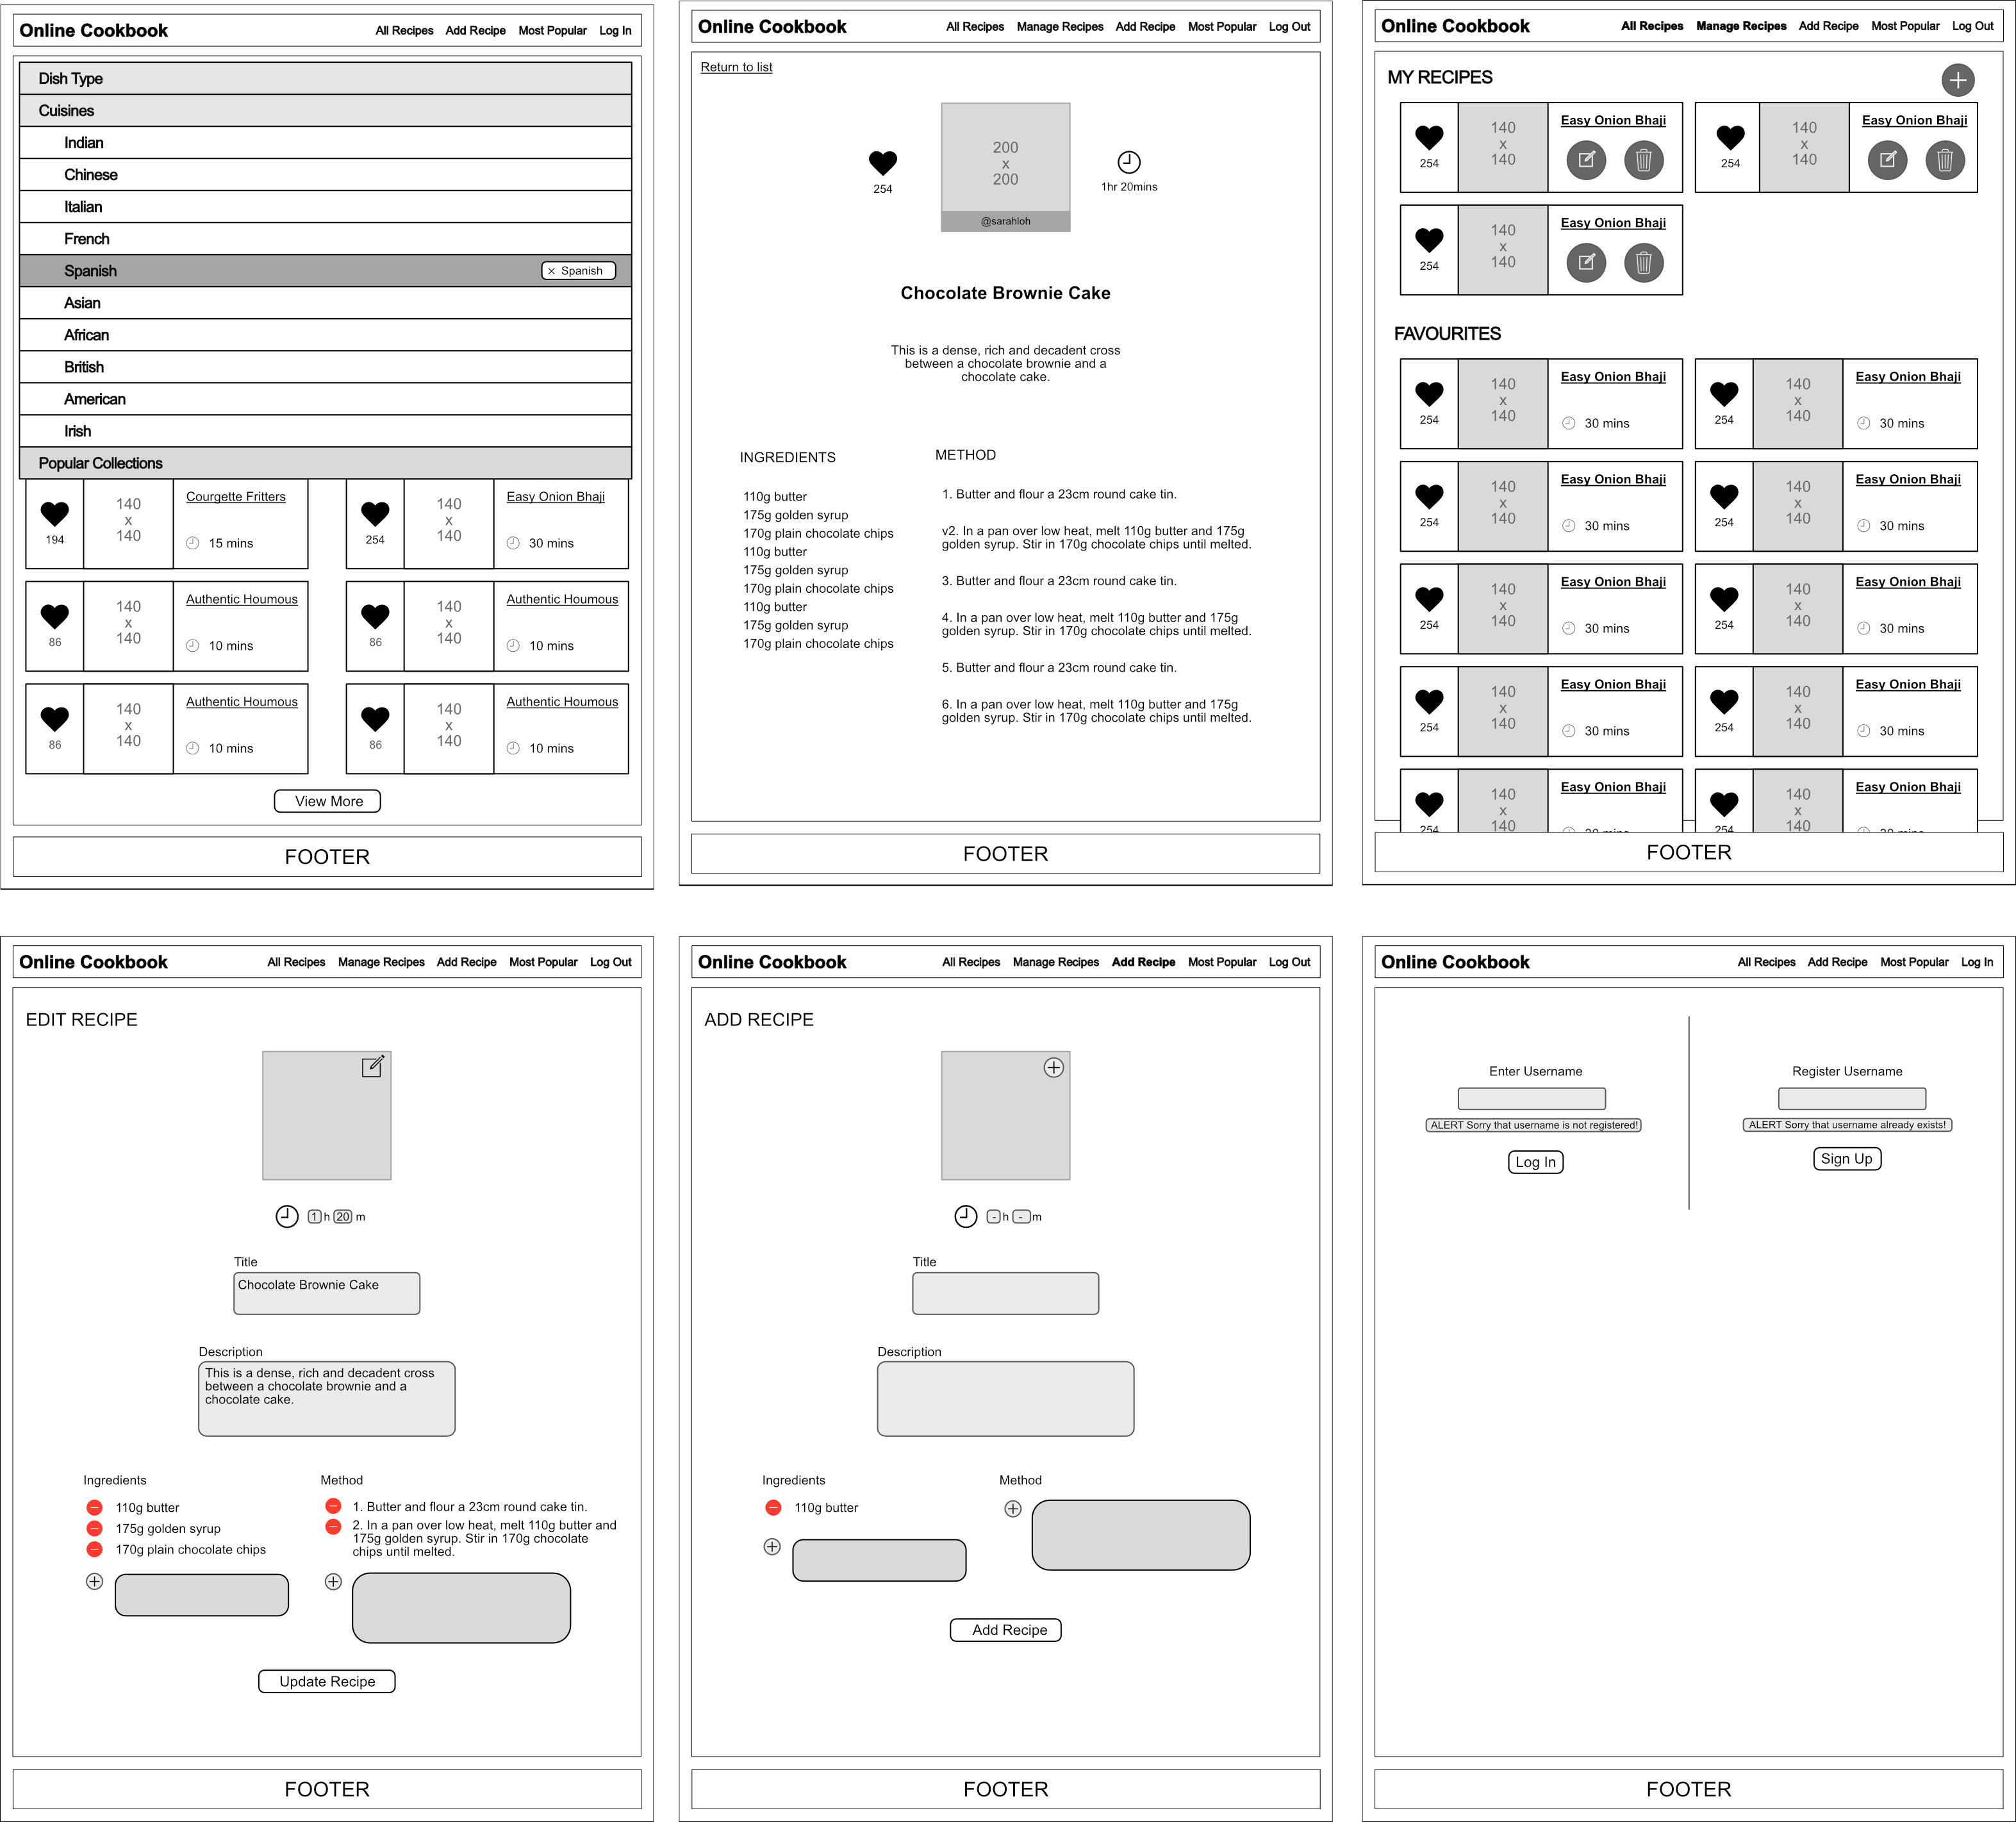 Online Cookbook
All Recipes Add Recipe Most Popular Log In
Dish Type
Cuisines
Indian
Chinese
Italian
French
Spanish × Spanish
Asian
African
British
American
Irish
Popular Collections
194
140
x
140
Courgette Fritters
15 mins
254
140
x
140
Easy Onion Bhaji
30 mins
86
140
x
140
Authentic Houmous
10 mins
86
140
x
140
Authentic Houmous
10 mins
86
140
x
140
Authentic Houmous
10 mins
86
140
x
140
Authentic Houmous
10 mins
View More
FOOTER
Online Cookbook
All Recipes Manage Recipes Add Recipe Most Popular Log Out
Return to list
254
200
x
200
@sarahloh
1hr 20mins
Chocolate Brownie Cake
This is a dense, rich and decadent cross
between a chocolate brownie and a
chocolate cake.
INGREDIENTS
110g butter
175g golden syrup
170g plain chocolate chips
110g butter
175g golden syrup
170g plain chocolate chips
110g butter
175g golden syrup
170g plain chocolate chips
METHOD
1. Butter and flour a 23cm round cake tin.
v2. In a pan over low heat, melt 110g butter and 175g
golden syrup. Stir in 170g chocolate chips until melted.
3. Butter and flour a 23cm round cake tin.
4. In a pan over low heat, melt 110g butter and 175g
golden syrup. Stir in 170g chocolate chips until melted.
5. Butter and flour a 23cm round cake tin.
6. In a pan over low heat, melt 110g butter and 175g
golden syrup. Stir in 170g chocolate chips until melted.
FOOTER
Online Cookbook
All Recipes Manage Recipes Add Recipe Most Popular Log Out
MY RECIPES
254
140
x
140
Easy Onion Bhaji
254
140
x
140
Easy Onion Bhaji
254
140
x
140
Easy Onion Bhaji
FAVOURITES
254
140
x
140
Easy Onion Bhaji
30 mins
254
140
x
140
Easy Onion Bhaji
30 mins
254
140
x
140
Easy Onion Bhaji
30 mins
254
140
x
140
Easy Onion Bhaji
30 mins
254
140
x
140
Easy Onion Bhaji
30 mins
254
140
x
140
Easy Onion Bhaji
30 mins
254
140
x
140
Easy Onion Bhaji
30 mins
254
140
x
140
Easy Onion Bhaji
30 mins
254
140
x
140
Easy Onion Bhaji
30 mins
254
140
x
140
Easy Onion Bhaji
30 mins
FOOTER
Online Cookbook
All Recipes Manage Recipes Add Recipe Most Popular Log Out
EDIT RECIPE
1 h 20 m
Title
Chocolate Brownie Cake
Description
This is a dense, rich and decadent cross
between a chocolate brownie and a
chocolate cake.
Ingredients
110g butter
175g golden syrup
170g plain chocolate chips
Method
1. Butter and flour a 23cm round cake tin.
2. In a pan over low heat, melt 110g butter and
175g golden syrup. Stir in 170g chocolate
chips until melted.
Update Recipe
FOOTER
Online Cookbook
All Recipes Manage Recipes Add Recipe Most Popular Log Out
ADD RECIPE
- h - m
Title
Description
Ingredients
110g butter
Method
Add Recipe
FOOTER
Online Cookbook
All Recipes Add Recipe Most Popular Log In
Enter Username
ALERT Sorry that username is not registered!
Log In
Register Username
ALERT Sorry that username already exists!
Sign Up
FOOTER